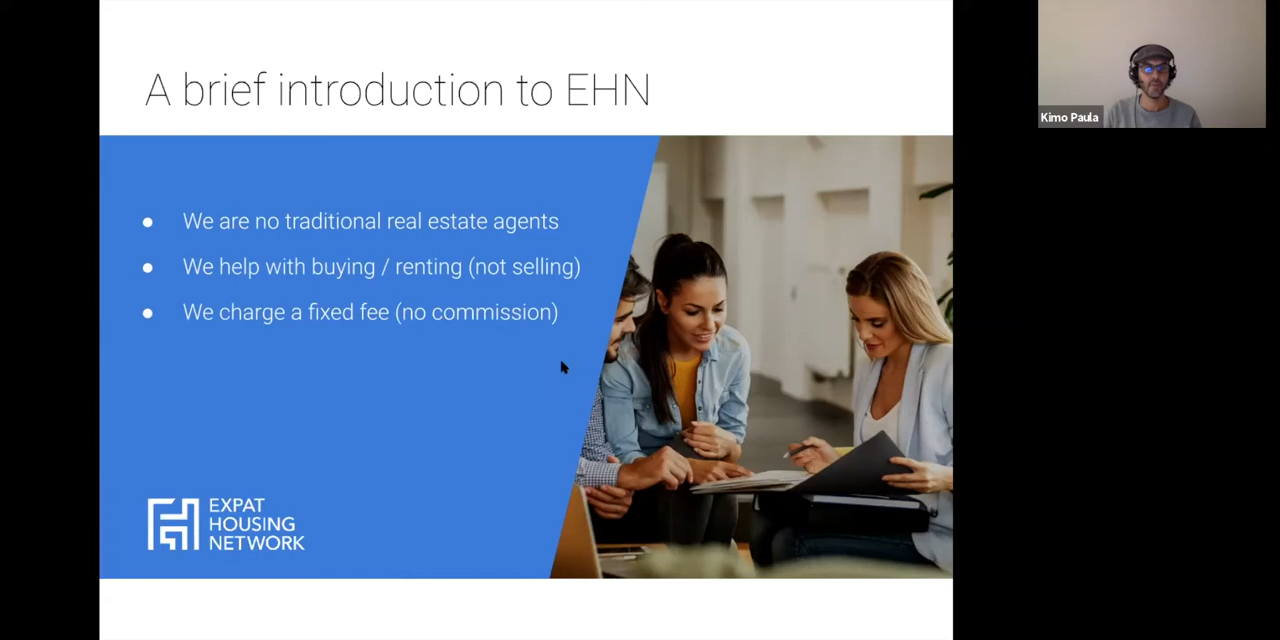 A brief introduction to EHN
We are no traditional real estate agents
We help with buying / renting (not selling)
We charge a fixed fee (no commission)
EXPAT
HOUSING
NETWORK
Kimo Paula